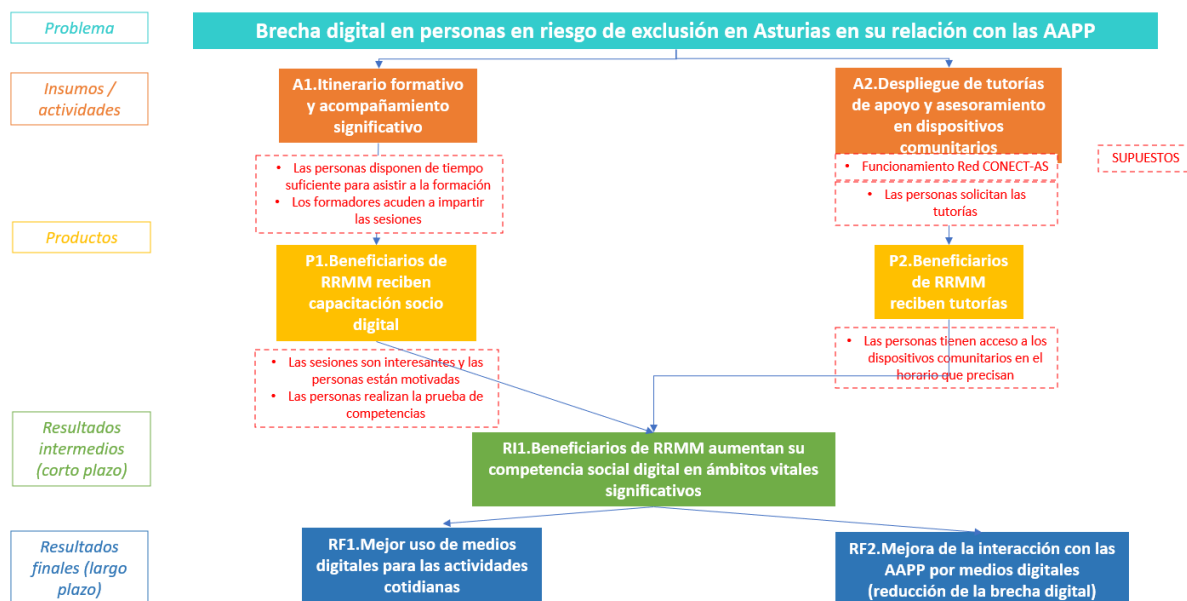 Problema
Brecha digital en personas en riesgo de exclusión en Asturias en su relación con las AAPP
Insumos /
actividades
A1.Itinerario formativo
y acompañamiento
significativo
A2.Despliegue de tutorías
de apoyo y asesoramiento
en dispositivos
comunitarios
• Las personas disponen de tiempo
suficiente para asistir a la formación
• Los formadores acuden a impartir
las sesiones
• Funcionamiento Red CONECT-AS
• Las personas solicitan las
tutorías
SUPUESTOS
Productos
P1.Beneficiarios de
RRMM reciben
capacitación socio
digital
P2.Beneficiarios
de RRMM
reciben tutorías
• Las sesiones son interesantes y las
personas están motivadas
• Las personas realizan la prueba de
competencias
• Las personas tienen acceso a los
dispositivos comunitarios en el
horario que precisan
Resultados
intermedios
(corto plazo)
RI1.Beneficiarios de RRMM aumentan su
competencia social digital en ámbitos vitales
significativos
Resultados
finales (largo
plazo)
RF1.Mejor uso de medios
digitales para las actividades
cotidianas
RF2.Mejora de la interacción con las
AAPP por medios digitales
(reducción de la brecha digital)